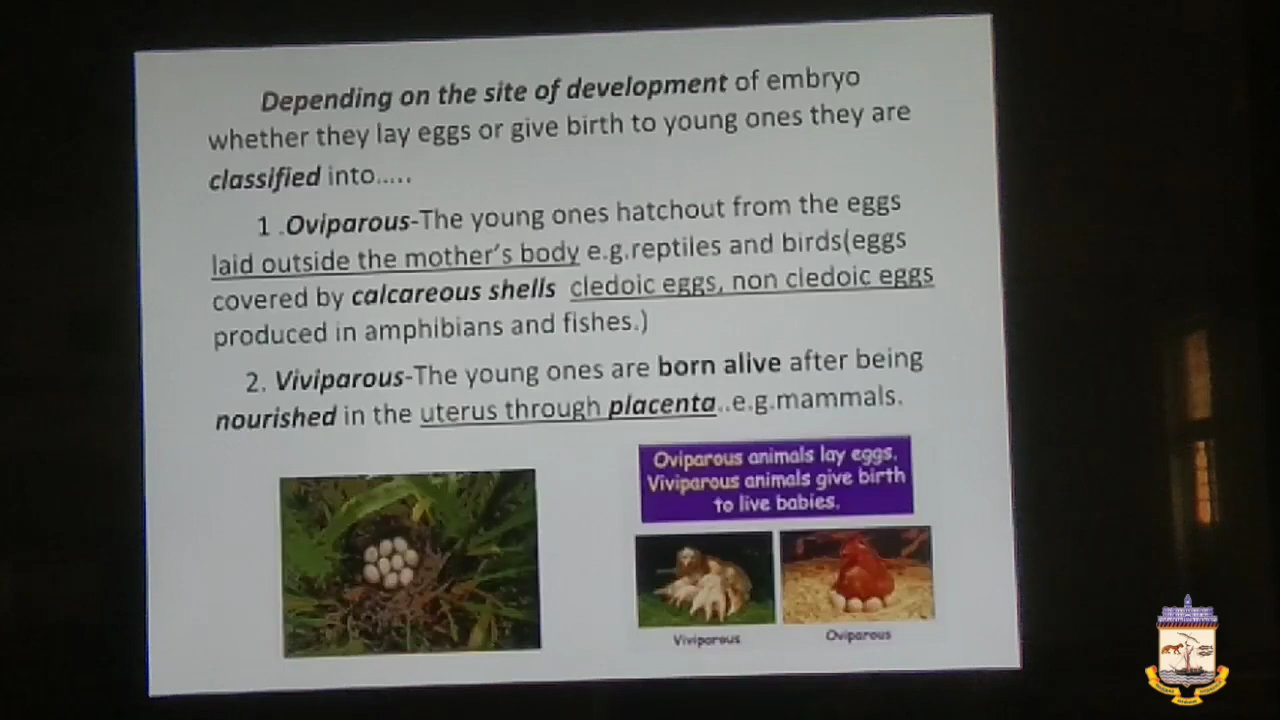 Depending on the site of development of embryo
whether they lay eggs or give birth to young ones they are
classified into.....
1 .Oviparous-The young ones hatchout from the eggs
laid outside the mother's body e.g.reptiles and birds(eggs
covered by calcareous shells cledoic eggs, non cledoic eggs
produced in amphibians and fishes.)
2. Viviparous-The young ones are born alive after being
nourished in the uterus through placenta..e.g.mammals.
Oviparous animals lay eggs.
Viviparous animals give birth
to live babies.
Viviparous
Oviparous